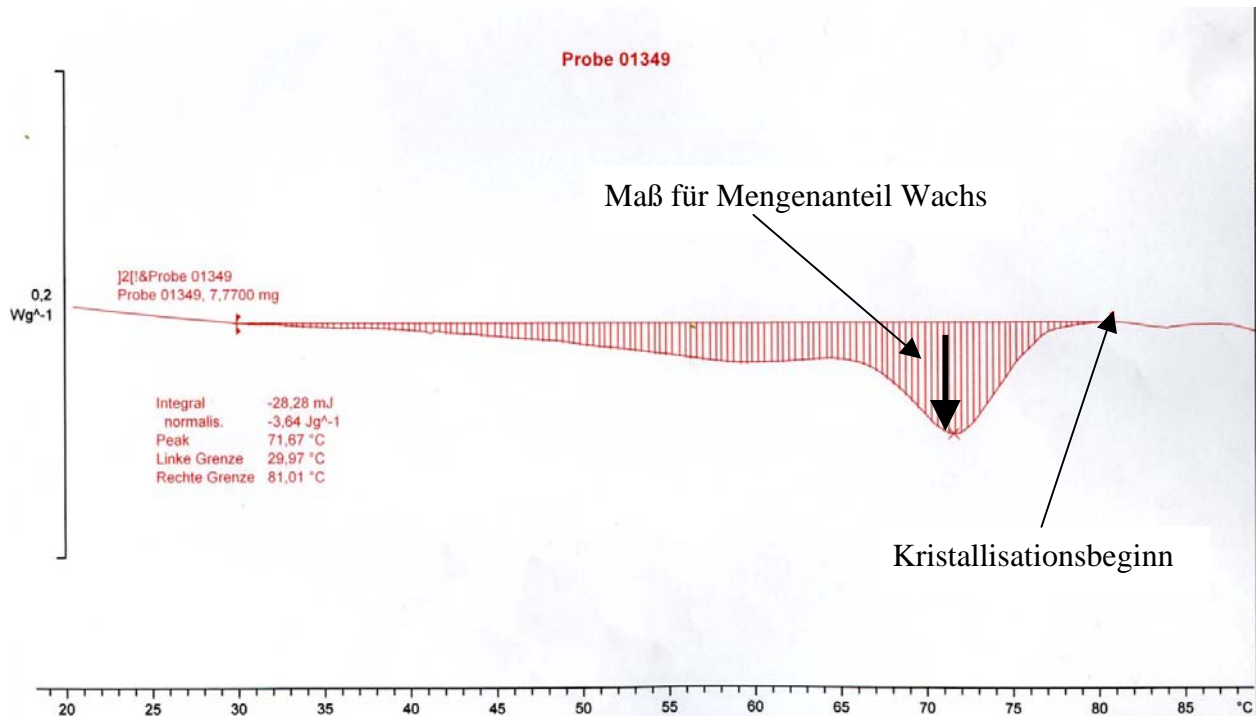 Probe 01349
Maß für Mengenanteil Wachs
]2[!&Probe 01349
Probe 01349, 7,7700 mg
0,2
Wg^-1
Integral -28,28 mJ
normalis. -3,64 Jg^-1
Peak 71,67 °C
Linke Grenze 29,97 °C
Rechte Grenze 81,01 °C
Kristallisationsbeginn
20 25 30 35 40 45 50 55 60 65 70 75 80 85 °C